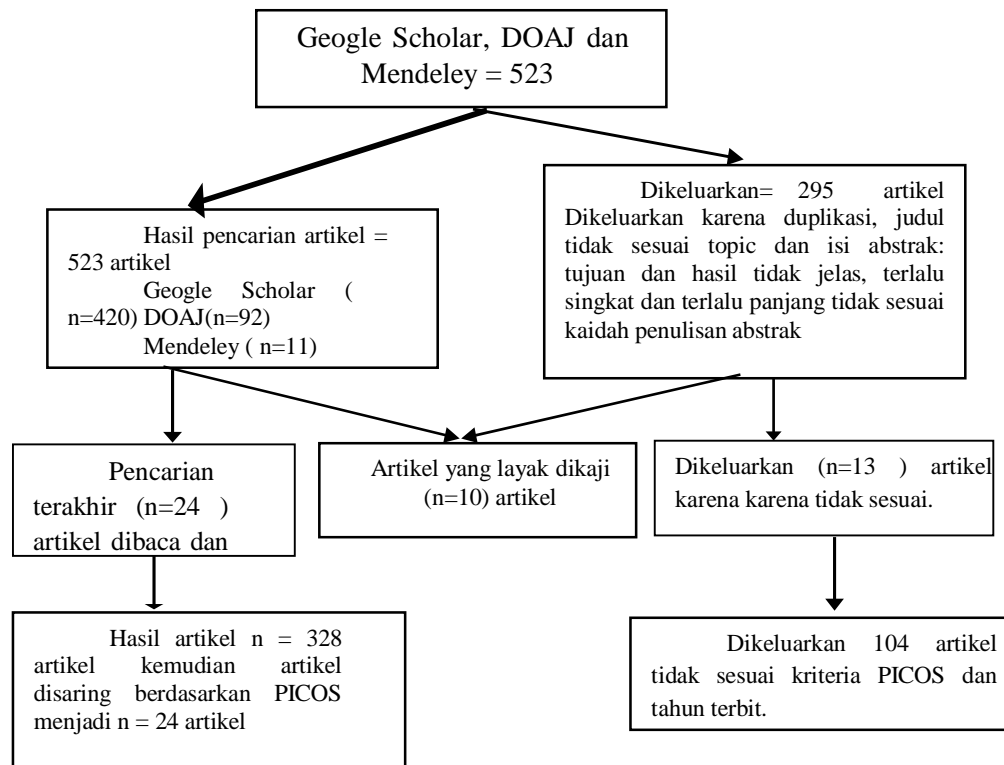 Geogle Scholar, DOAJ dan
Mendeley = 523
Hasil pencarian artikel =
523 artikel
Geogle Scholar (
n=420) DOAJ(n=92)
Mendeley ( n=11)
Dikeluarkan= 295 artikel
Dikeluarkan karena duplikasi, judul
tidak sesuai topic dan isi abstrak:
tujuan dan hasil tidak jelas, terlalu
singkat dan terlalu panjang tidak sesuai
kaidah penulisan abstrak
Pencarian
terakhir (n=24 )
artikel dibaca dan
Artikel yang layak dikaji
(n=10) artikel
Dikeluarkan (n=13 ) artikel
karena karena tidak sesuai.
Hasil artikel n = 328
artikel kemudian artikel
disaring berdasarkan PICOS
menjadi n = 24 artikel
Dikeluarkan 104 artikel
tidak sesuai kriteria PICOS dan
tahun terbit.